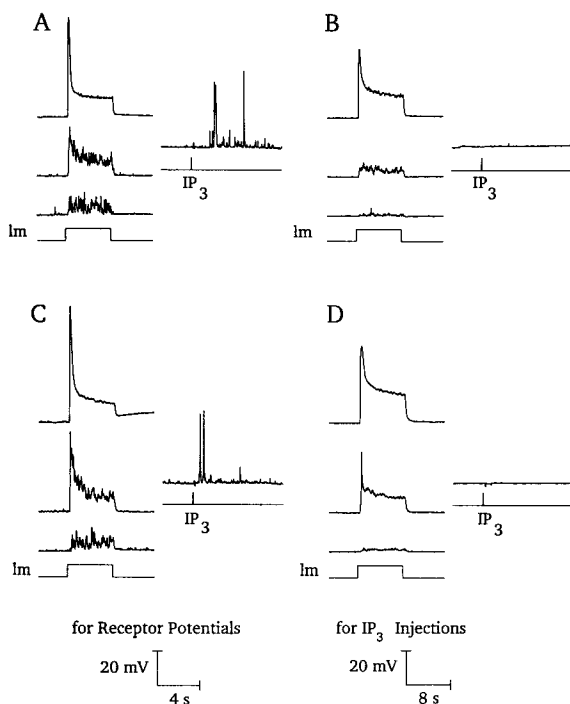 A
B
IP3
IP3
lm
lm
C
D
IP3
IP3
lm
lm
for Receptor Potentials
for IP3 Injections
20 mV
4 s
20 mV
8 s